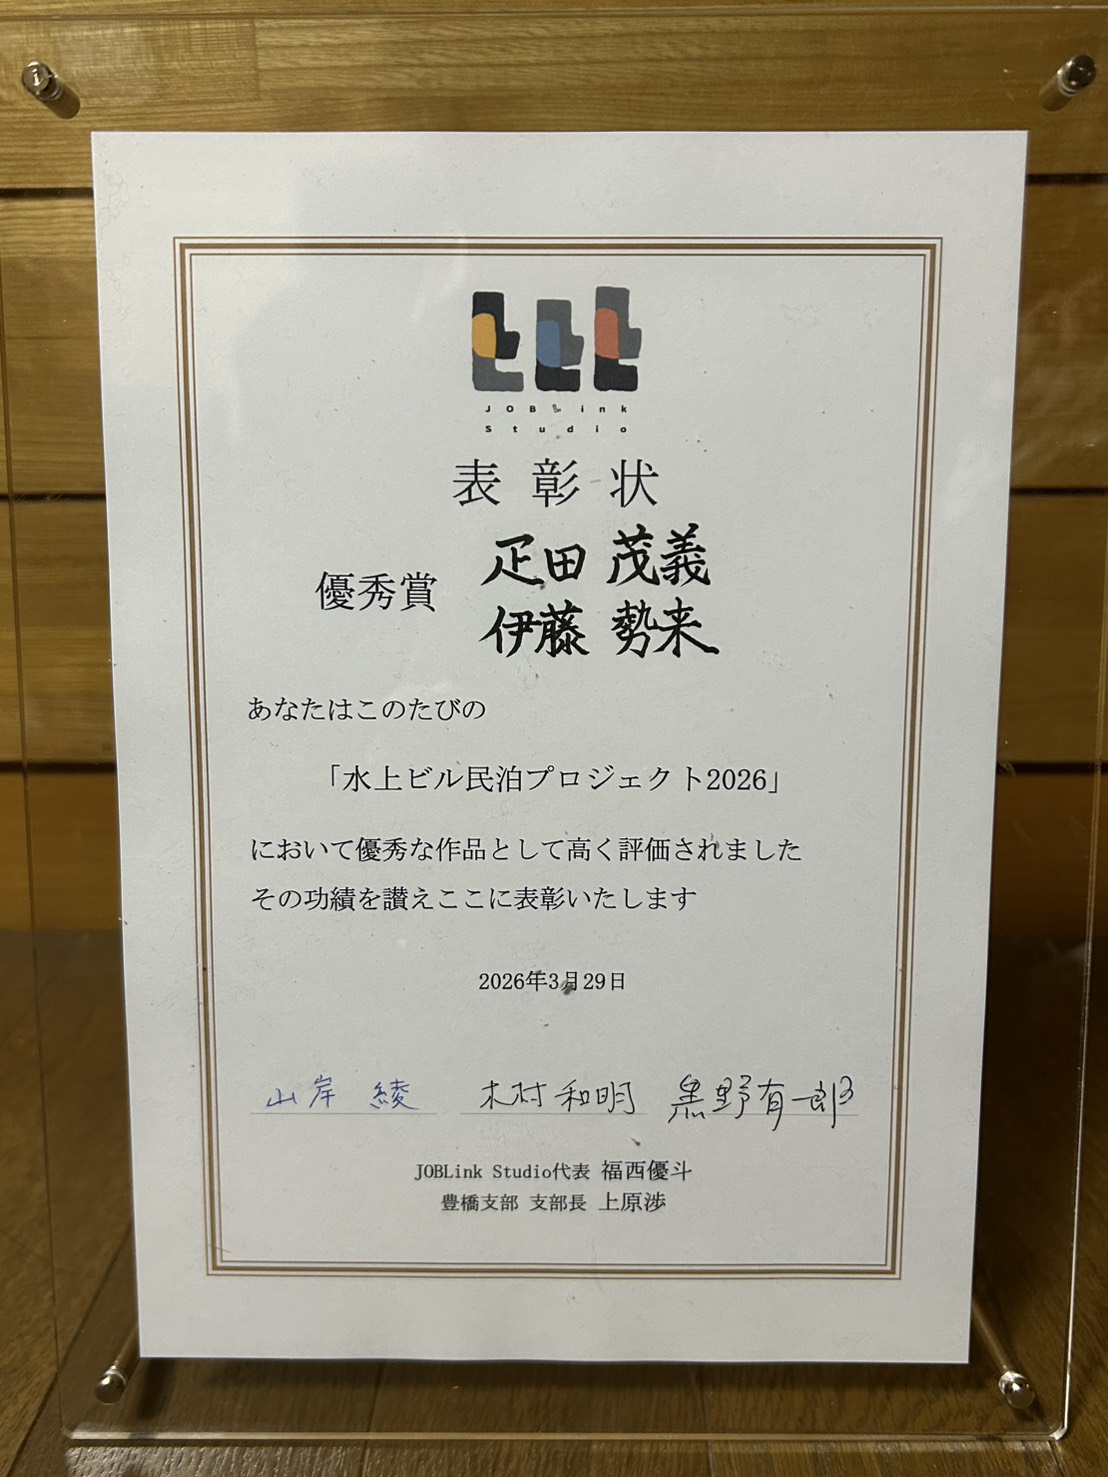 JOBLink
Studio
表彰状
優秀賞
疋田 茂義
伊藤 勢来
あなたはこのたびの
「水上ビル民泊プロジェクト2026」
において優秀な作品として高く評価されました
その功績を讃えここに表彰いたします
2026年3月29日
山岸 綾 木村和明 黒野有一郎
JOBLink Studio代表 福西優斗
豊橋支部 支部長 上原渉